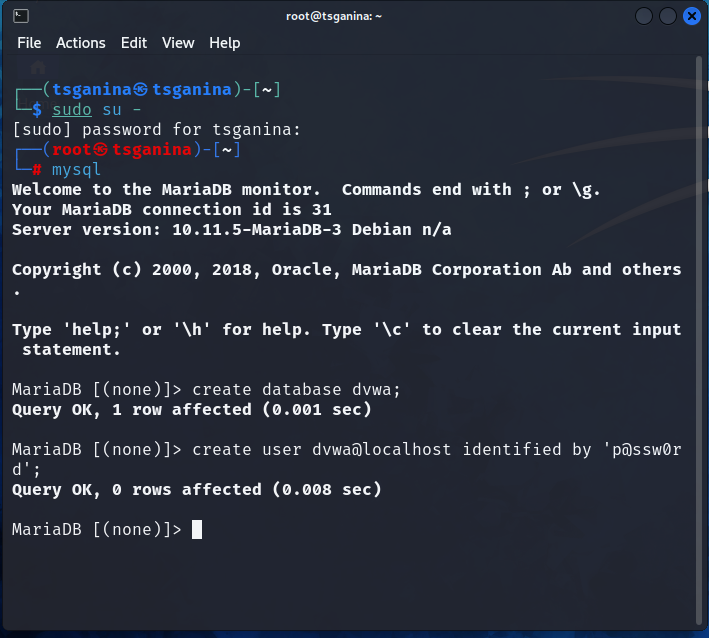 root@tsganina: ~
File Actions Edit View Help
┌──(tsganina㉿tsganina)-[~]
└─$ sudo su -
[sudo] password for tsganina:
┌──(root㉿tsganina)-[~]
└─# mysql
Welcome to the MariaDB monitor.  Commands end with ; or \g.
Your MariaDB connection id is 31
Server version: 10.11.5-MariaDB-3 Debian n/a
Copyright (c) 2000, 2018, Oracle, MariaDB Corporation Ab and others
.
Type 'help;' or '\h' for help. Type '\c' to clear the current input
 statement.
MariaDB [(none)]> create database dvwa;
Query OK, 1 row affected (0.001 sec)
MariaDB [(none)]> create user dvwa@localhost identified by 'p@ssw0r
d';
Query OK, 0 rows affected (0.008 sec)
MariaDB [(none)]>